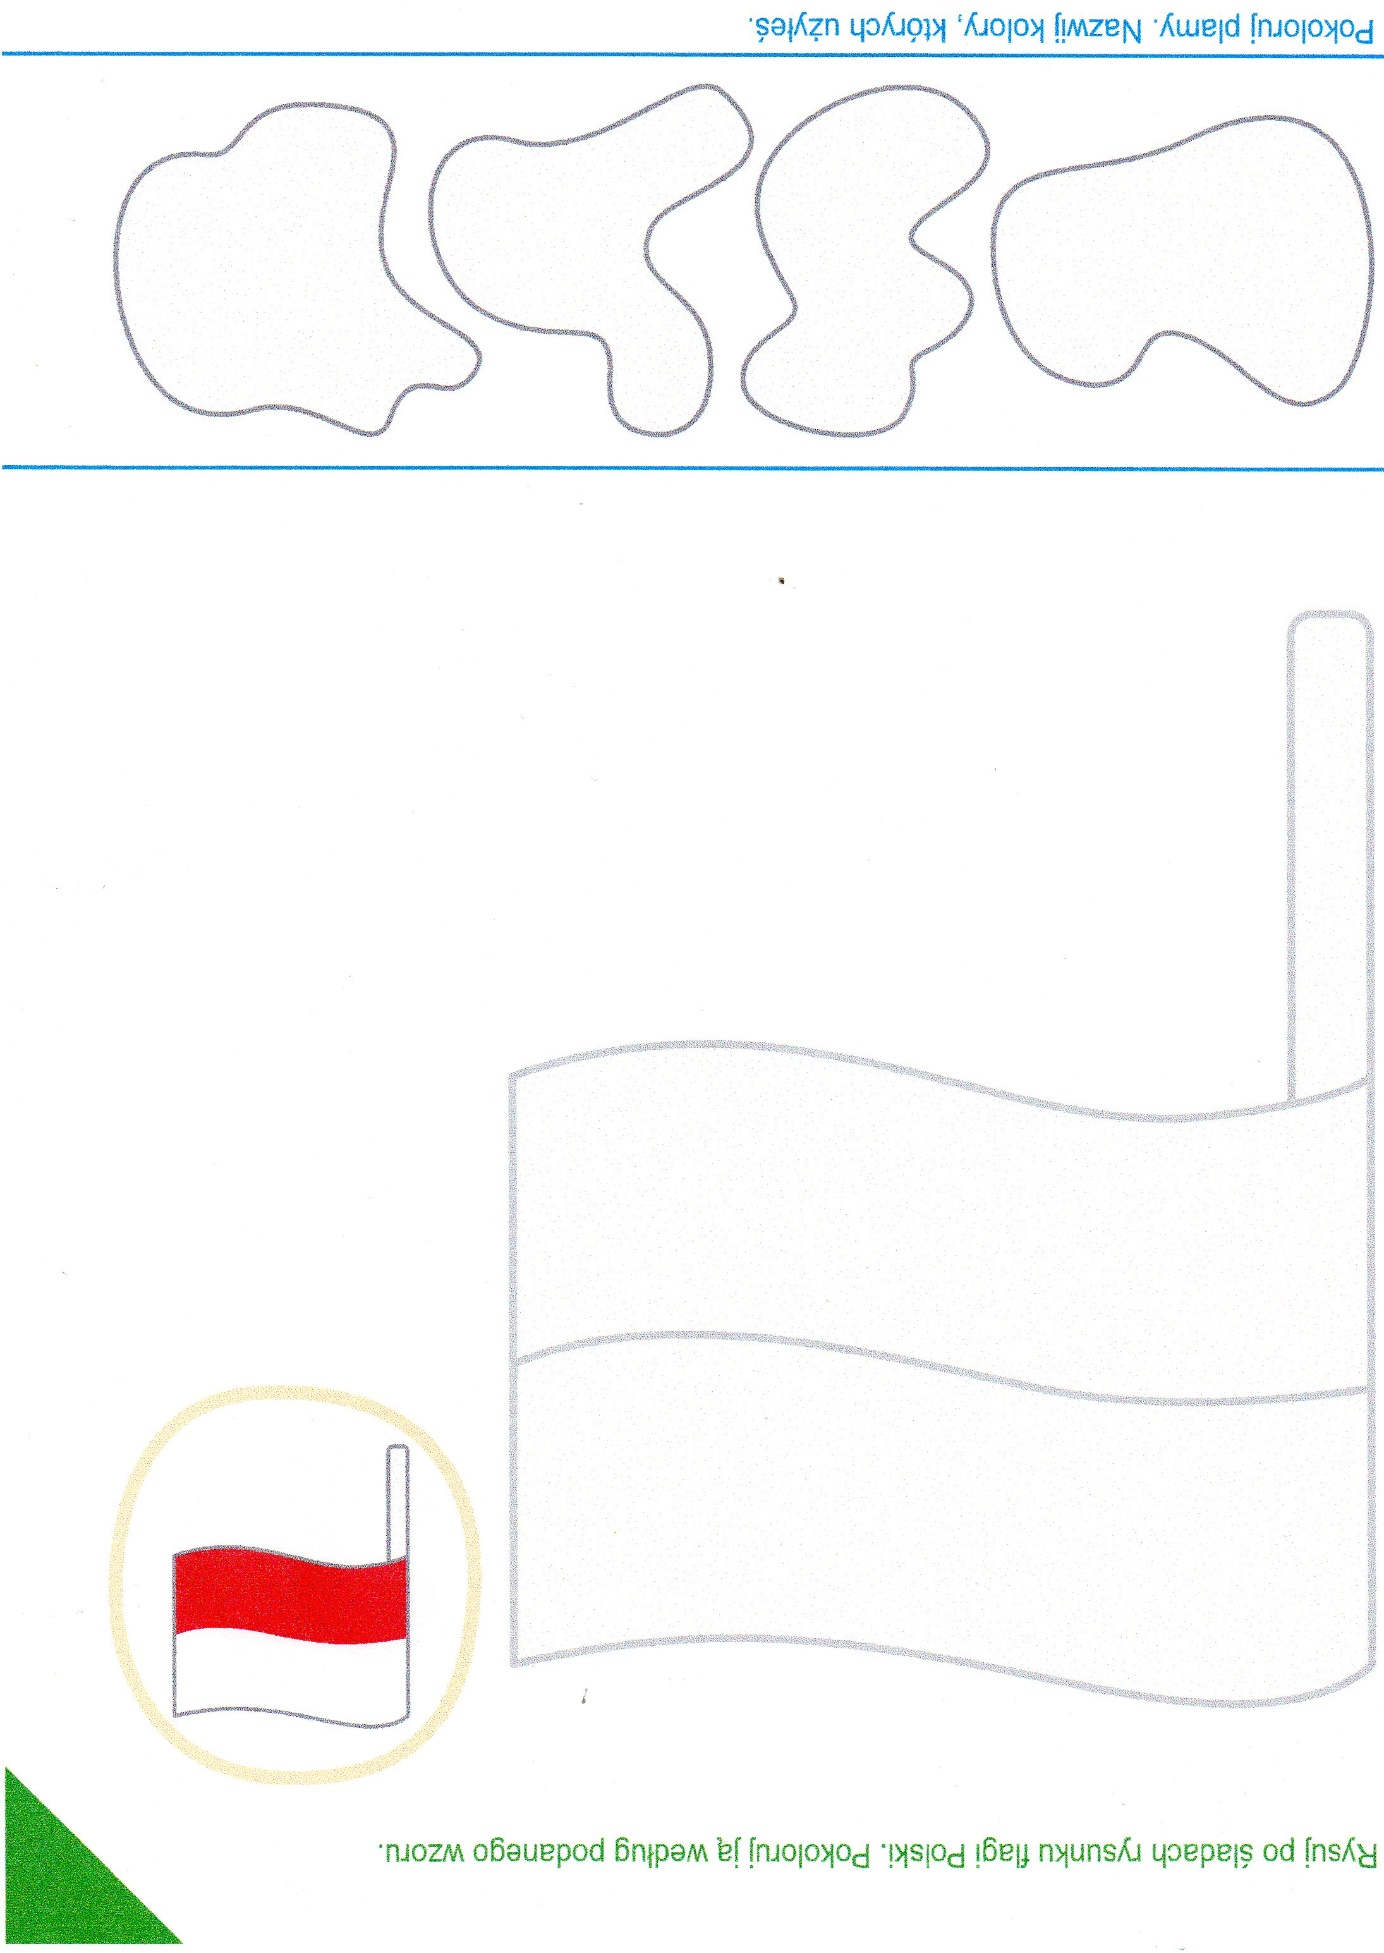 Rysuj po śladach rysunku flagi Polski. Pokoloruj ją według podanego wzoru.
Pokoloruj plamy. Nazwij kolory, których użyłeś.